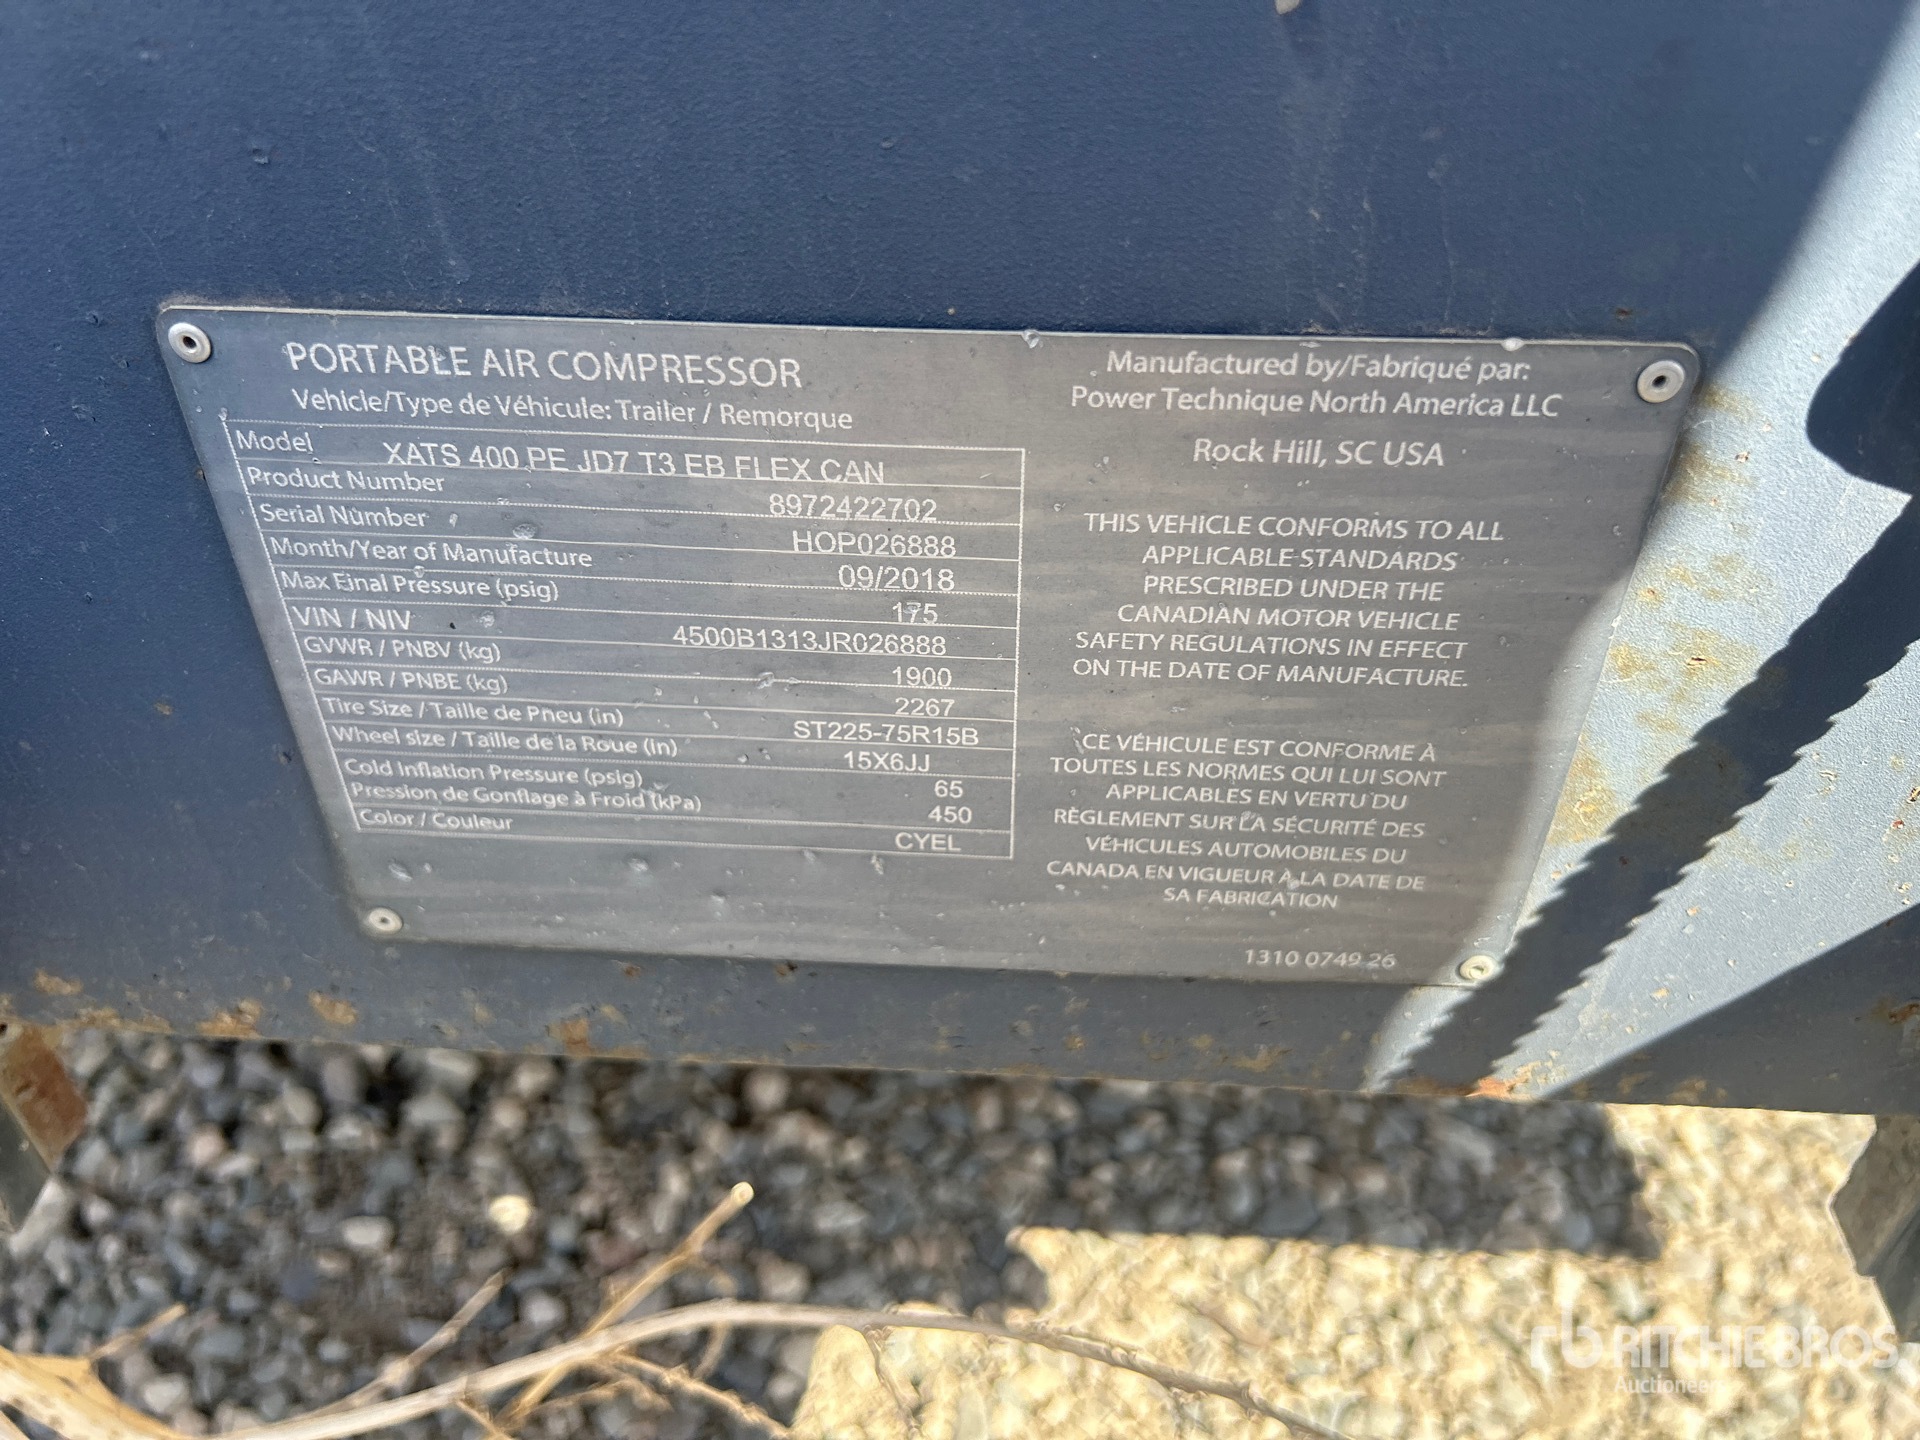 PORTABLE AIR COMPRESSOR
Vehicle/Type de Véhicule: Trailer / Remorque
Model XATS 400 PE JD7 T3 EB FLEX CAN
Product Number 8972422702
Serial Number HOP026888
Month/Year of Manufacture 09/2018
Max Final Pressure (psig) 175
VIN / NIV 4500B1313JR026888
GVWR / PNBV (kg) 1900
GAWR / PNBE (kg) 2267
Tire Size / Taille de Pneu (in) ST225-75R15B
Wheel size / Taille de la Roue (in) 15X6JJ
Cold Inflation Pressure (psig) 65
Pression de Gonflage à Froid (kPa) 450
Color / Couleur CYEL
Manufactured by/Fabriqué par:
Power Technique North America LLC
Rock Hill, SC USA
THIS VEHICLE CONFORMS TO ALL
APPLICABLE STANDARDS
PRESCRIBED UNDER THE
CANADIAN MOTOR VEHICLE
SAFETY REGULATIONS IN EFFECT
ON THE DATE OF MANUFACTURE.
CE VÉHICULE EST CONFORME À
TOUTES LES NORMES QUI LUI SONT
APPLICABLES EN VERTU DU
RÈGLEMENT SUR LA SÉCURITÉ DES
VÉHICULES AUTOMOBILES DU
CANADA EN VIGUEUR À LA DATE DE
SA FABRICATION
1310 0749 26
rb RITCHIE BROS.
Auctioneers